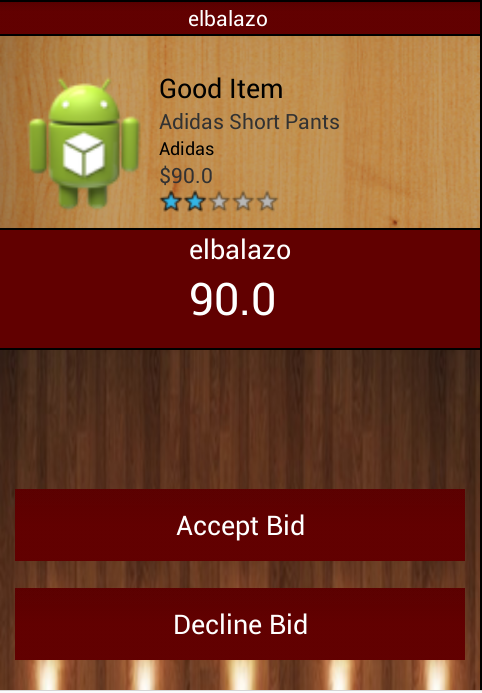 elbalazo
Good Item
Adidas Short Pants
Adidas
$90.0
elbalazo
90.0
Accept Bid
Decline Bid